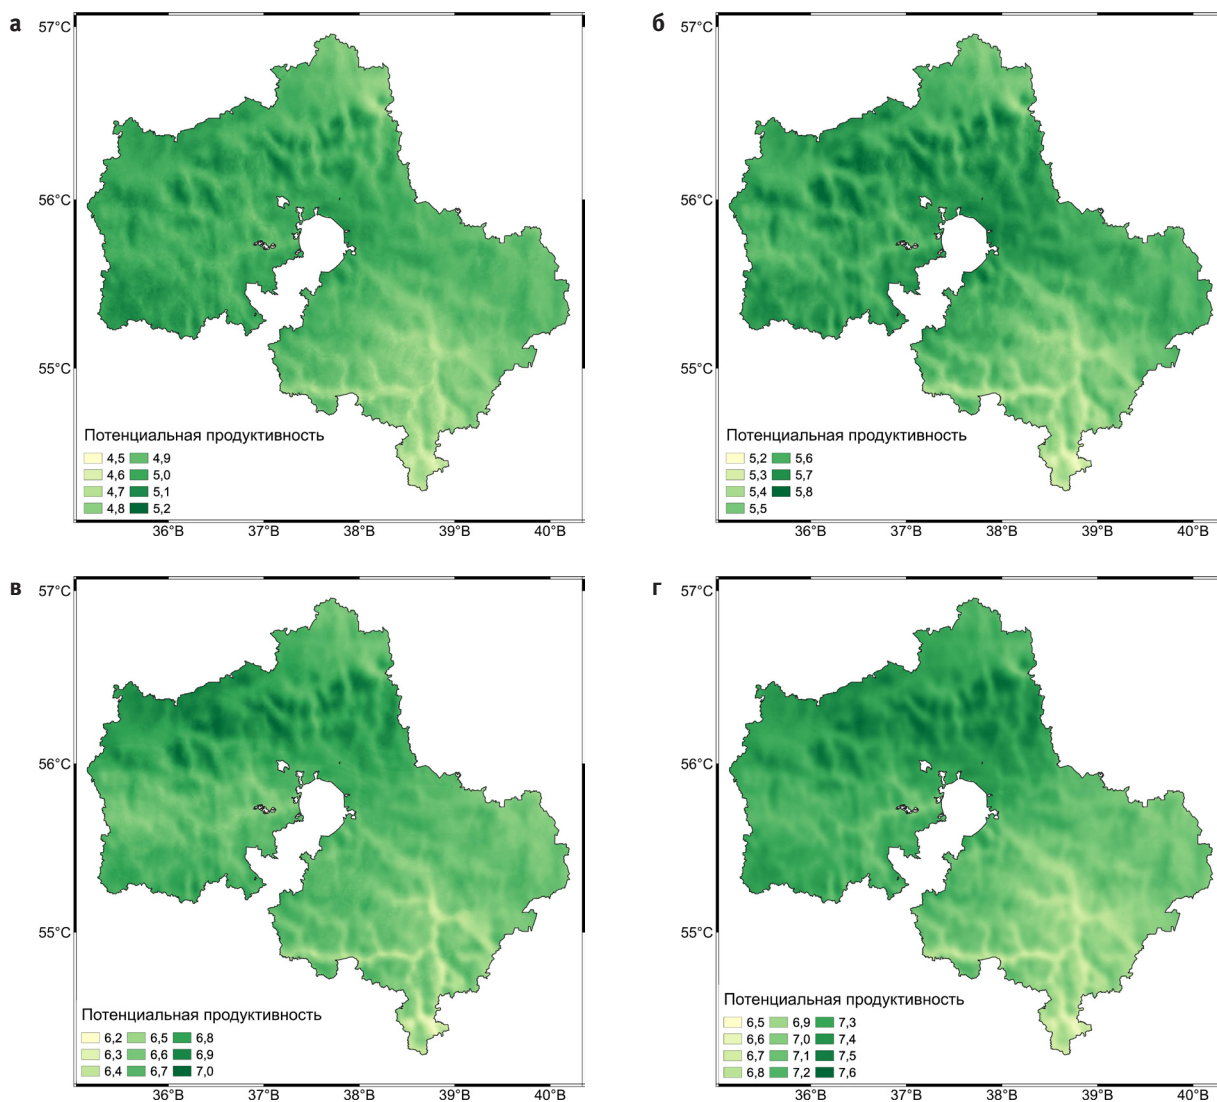 а
57°С
56°С
55°С
Потенциальная продуктивность
4,5 4,9
4,6 5,0
4,7 5,1
4,8 5,2
36°В 37°В 38°В 39°В 40°В
б
57°С
56°С
55°С
Потенциальная продуктивность
5,2 5,6
5,3 5,7
5,4 5,8
5,5
36°В 37°В 38°В 39°В 40°В
в
57°С
56°С
55°С
Потенциальная продуктивность
6,2 6,5 6,8
6,3 6,6 6,9
6,4 6,7 7,0
36°В 37°В 38°В 39°В 40°В
г
57°С
56°С
55°С
Потенциальная продуктивность
6,5 6,9 7,3
6,6 7,0 7,4
6,7 7,1 7,5
6,8 7,2 7,6
36°В 37°В 38°В 39°В 40°В